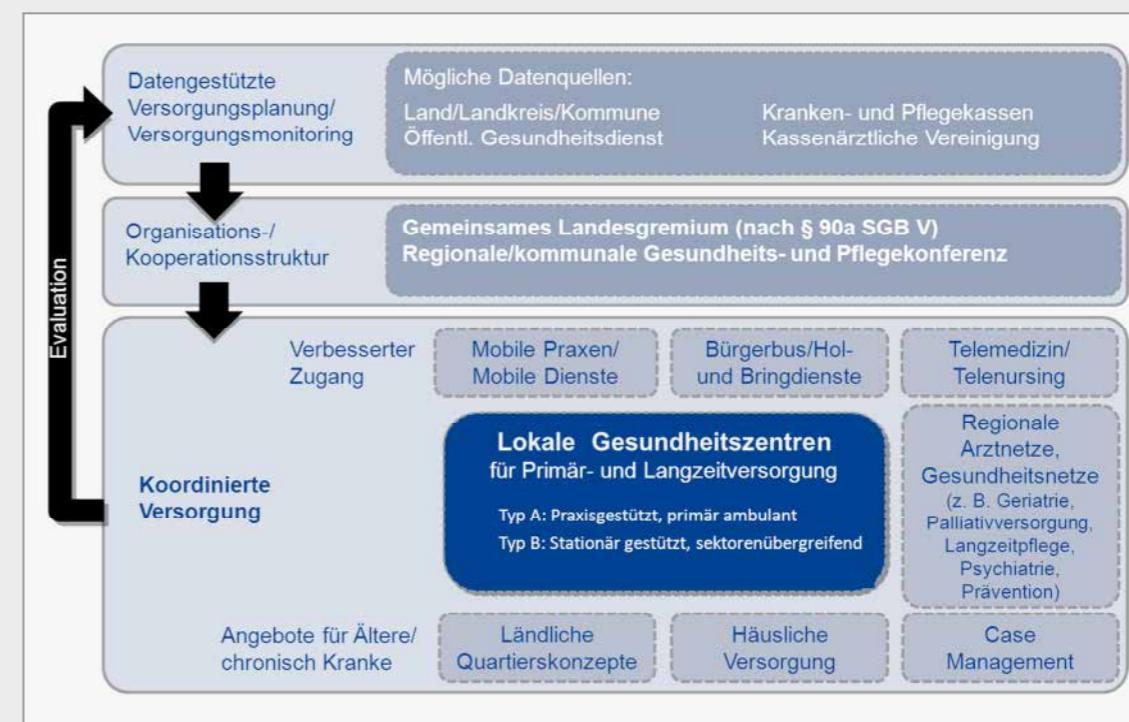 Datengestützte
Versorgungsplanung/
Versorgungsmonitoring
Mögliche Datenquellen:
Land/Landkreis/Kommune
Öffentl. Gesundheitsdienst
Kranken- und Pflegekassen
Kassenärztliche Vereinigung
Organisations-/
Kooperationsstruktur
Gemeinsames Landesgremium (nach § 90a SGB V)
Regionale/kommunale Gesundheits- und Pflegekonferenz
Evaluation
Verbesserter
Zugang
Mobile Praxen/
Mobile Dienste
Bürgerbus/Hol-
und Bringdienste
Telemedizin/
Telenursing
Koordinierte
Versorgung
Lokale Gesundheitszentren
für Primär- und Langzeitversorgung
Typ A: Praxisgestützt, primär ambulant
Typ B: Stationär gestützt, sektorenübergreifend
Regionale
Arztnetze,
Gesundheitsnetze
(z. B. Geriatrie,
Palliativversorgung,
Langzeitpflege,
Psychiatrie,
Prävention)
Angebote für Ältere/
chronisch Kranke
Ländliche
Quartierskonzepte
Häusliche
Versorgung
Case
Management